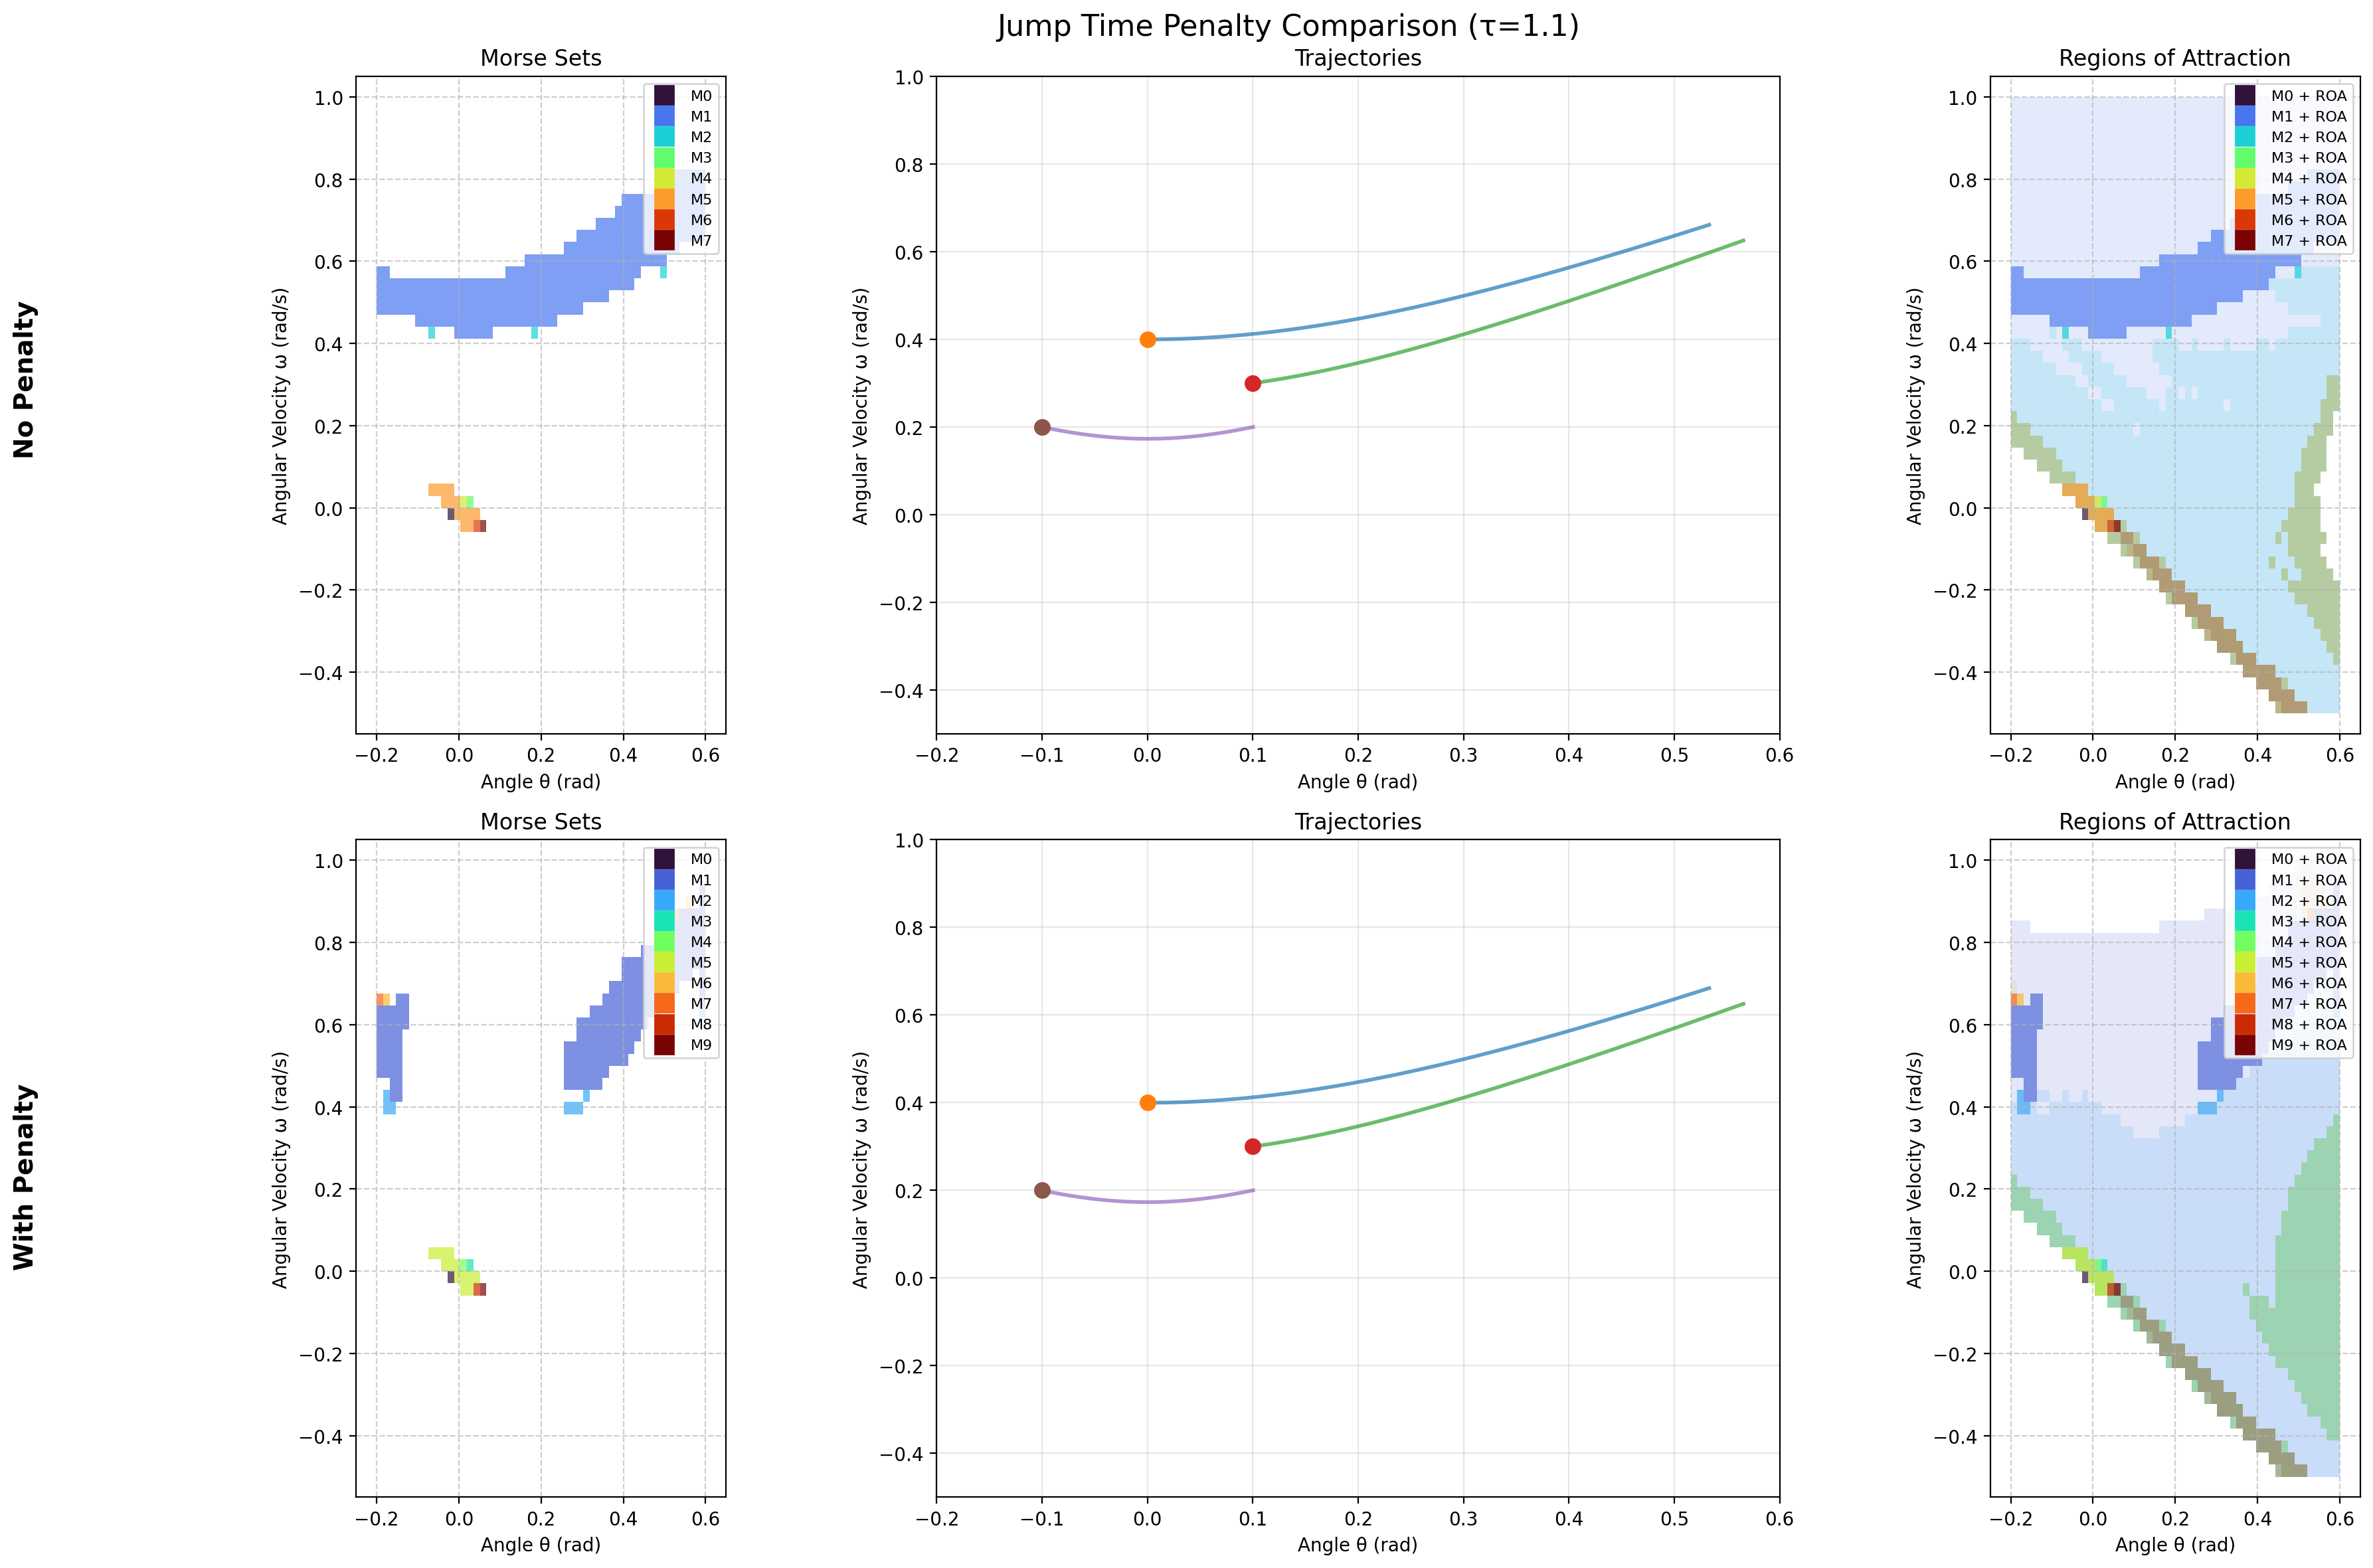 Jump Time Penalty Comparison (τ=1.1)
No Penalty
Morse Sets
Angular Velocity ω (rad/s)
1.0
0.8
0.6
0.4
0.2
0.0
−0.2
−0.4
M0
M1
M2
M3
M4
M5
M6
M7
−0.2 0.0 0.2 0.4 0.6
Angle θ (rad)
Trajectories
Angular Velocity ω (rad/s)
1.0
0.8
0.6
0.4
0.2
0.0
−0.2
−0.4
−0.2 −0.1 0.0 0.1 0.2 0.3 0.4 0.5 0.6
Angle θ (rad)
Regions of Attraction
Angular Velocity ω (rad/s)
1.0
0.8
0.6
0.4
0.2
0.0
−0.2
−0.4
M0 + ROA
M1 + ROA
M2 + ROA
M3 + ROA
M4 + ROA
M5 + ROA
M6 + ROA
M7 + ROA
−0.2 0.0 0.2 0.4 0.6
Angle θ (rad)
With Penalty
Morse Sets
Angular Velocity ω (rad/s)
1.0
0.8
0.6
0.4
0.2
0.0
−0.2
−0.4
M0
M1
M2
M3
M4
M5
M6
M7
M8
M9
−0.2 0.0 0.2 0.4 0.6
Angle θ (rad)
Trajectories
Angular Velocity ω (rad/s)
1.0
0.8
0.6
0.4
0.2
0.0
−0.2
−0.4
−0.2 −0.1 0.0 0.1 0.2 0.3 0.4 0.5 0.6
Angle θ (rad)
Regions of Attraction
Angular Velocity ω (rad/s)
1.0
0.8
0.6
0.4
0.2
0.0
−0.2
−0.4
M0 + ROA
M1 + ROA
M2 + ROA
M3 + ROA
M4 + ROA
M5 + ROA
M6 + ROA
M7 + ROA
M8 + ROA
M9 + ROA
−0.2 0.0 0.2 0.4 0.6
Angle θ (rad)